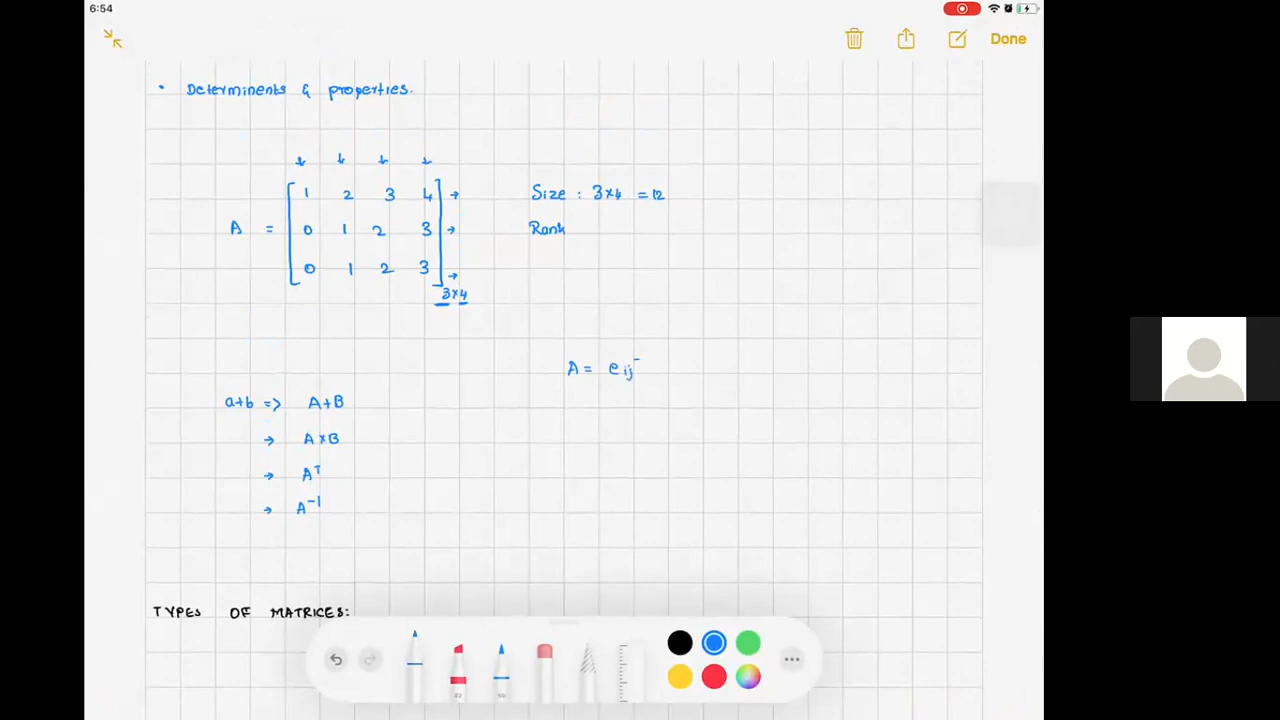 6:54
Done
• Determinents & properties.
↓ ↓ ↓ ↓
1 2 3 4 → Size : 3×4 = 12
A = 0 1 2 3 → Rank
0 1 2 3 →
3×4
A = eij
a+b => A+B
→ A×B
→ Aᵀ
→ A⁻¹
TYPES OF MATRICES: